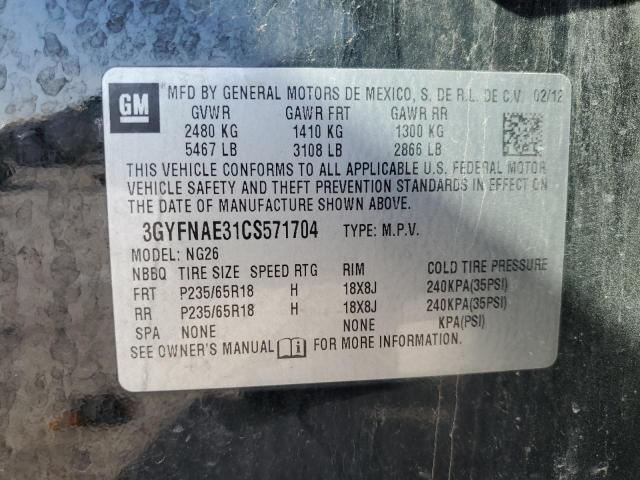 GM
MFD BY GENERAL MOTORS DE MEXICO, S. DE R.L. DE C.V. 02/12
GVWR GAWR FRT GAWR RR
2480 KG 1410 KG 1300 KG
5467 LB 3108 LB 2866 LB
THIS VEHICLE CONFORMS TO ALL APPLICABLE U.S. FEDERAL MOTOR
VEHICLE SAFETY AND THEFT PREVENTION STANDARDS IN EFFECT ON
THE DATE OF MANUFACTURE SHOWN ABOVE.
3GYFNAE31CS571704 TYPE: M.P.V.
MODEL: NG26
NBBQ TIRE SIZE SPEED RTG RIM COLD TIRE PRESSURE
FRT P235/65R18 H 18X8J 240KPA(35PSI)
RR P235/65R18 H 18X8J 240KPA(35PSI)
SPA NONE NONE KPA(PSI)
SEE OWNER'S MANUAL FOR MORE INFORMATION.